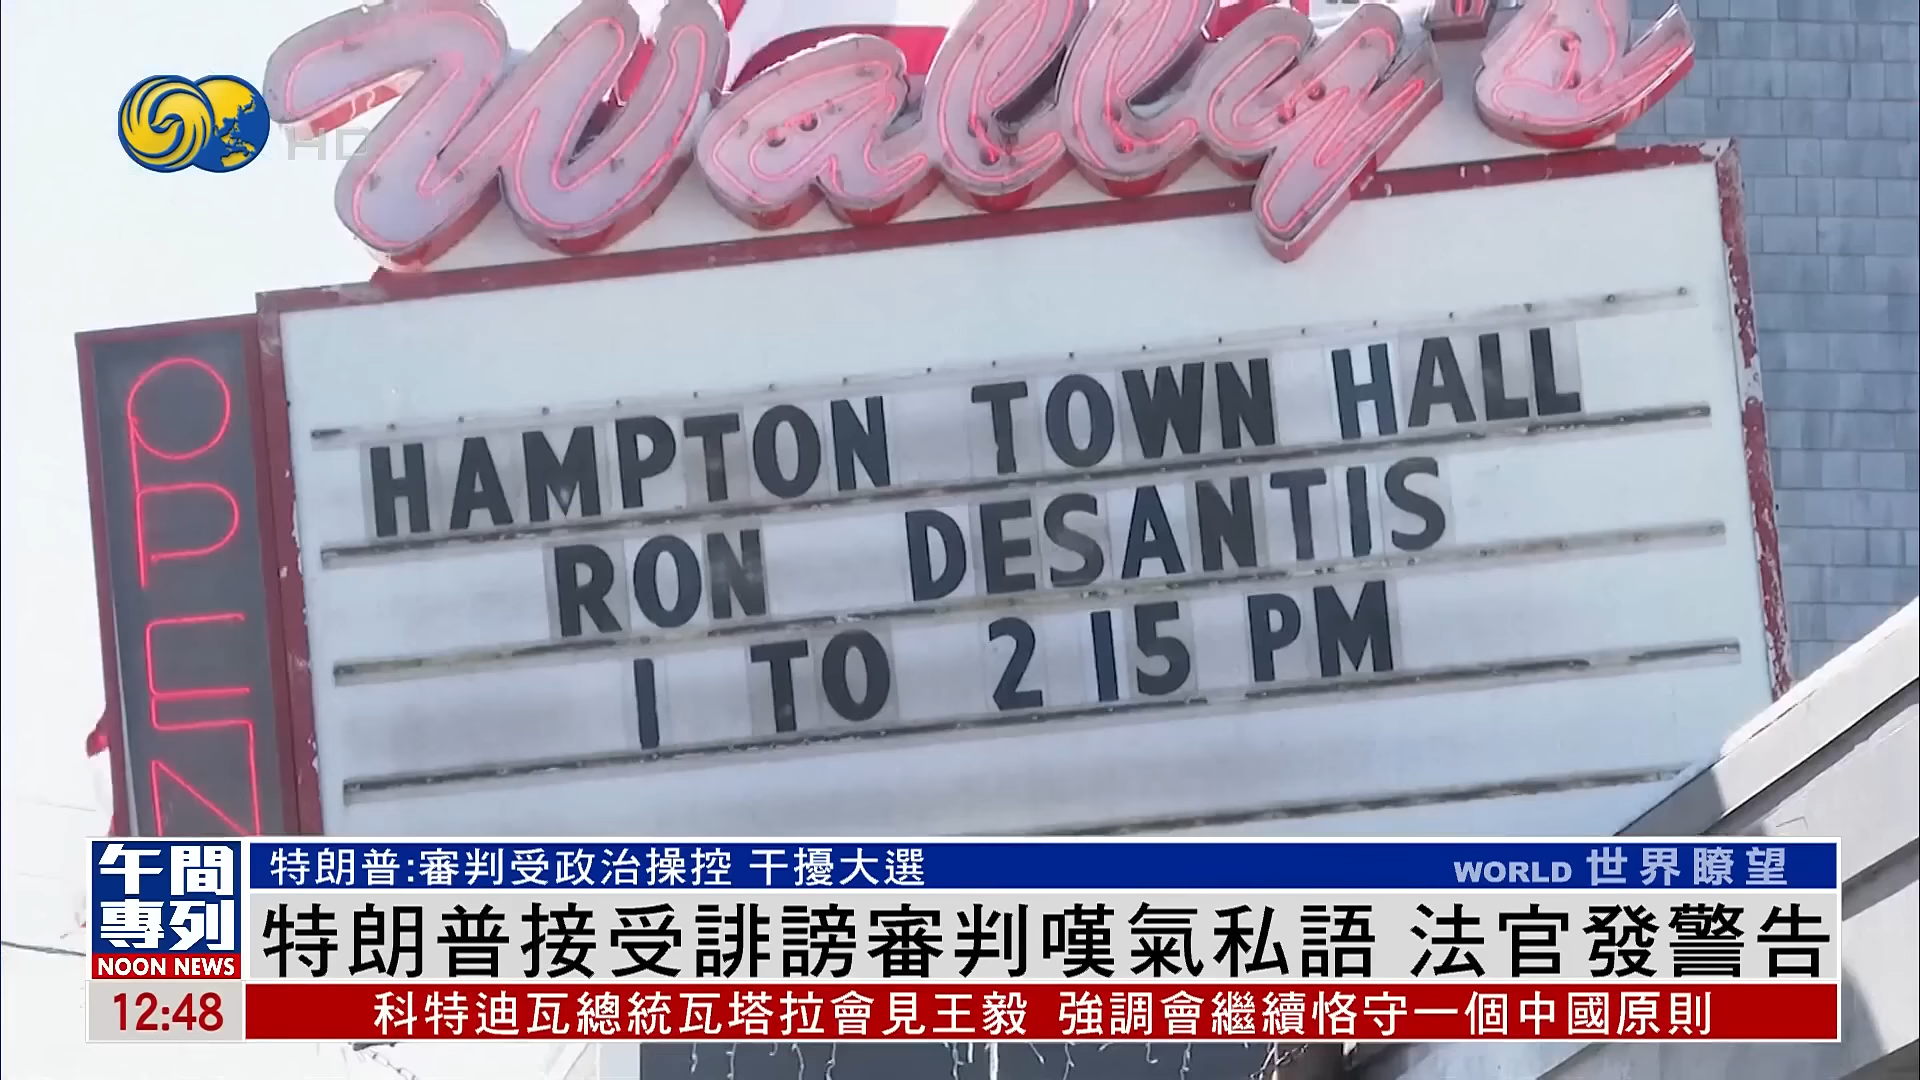 Wally's
HD
OPEN
HAMPTON TOWN HALL
RON DESANTIS
1 TO 2 15 PM
午間專列
NOON NEWS
特朗普:審判受政治操控 干擾大選
WORLD 世界瞭望
特朗普接受誹謗審判嘆氣私語 法官發警告
12:48
科特迪瓦總統瓦塔拉會見王毅 強調會繼續恪守一個中國原則